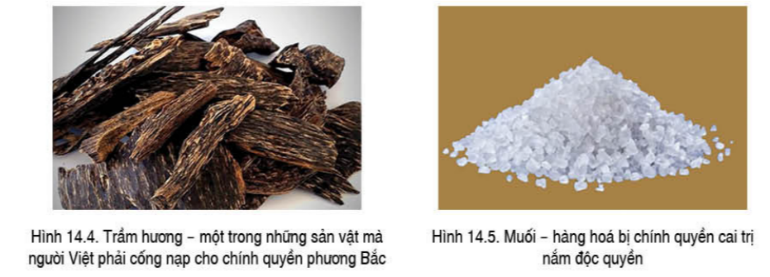 Hình 14.4. Trầm hương – một trong những sản vật mà
người Việt phải cống nạp cho chính quyền phương Bắc
Hình 14.5. Muối – hàng hoá bị chính quyền cai trị
nắm độc quyền